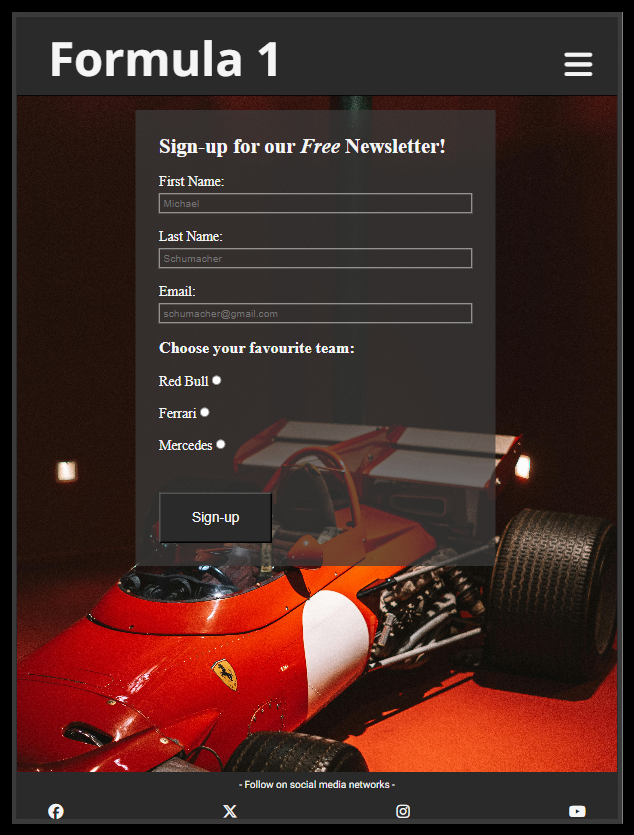 Formula 1
Sign-up for our Free Newsletter!
First Name:
Michael
Last Name:
Schumacher
Email:
schumacher@gmail.com
Choose your favourite team:
Red Bull
Ferrari
Mercedes
Sign-up
- Follow on social media networks -